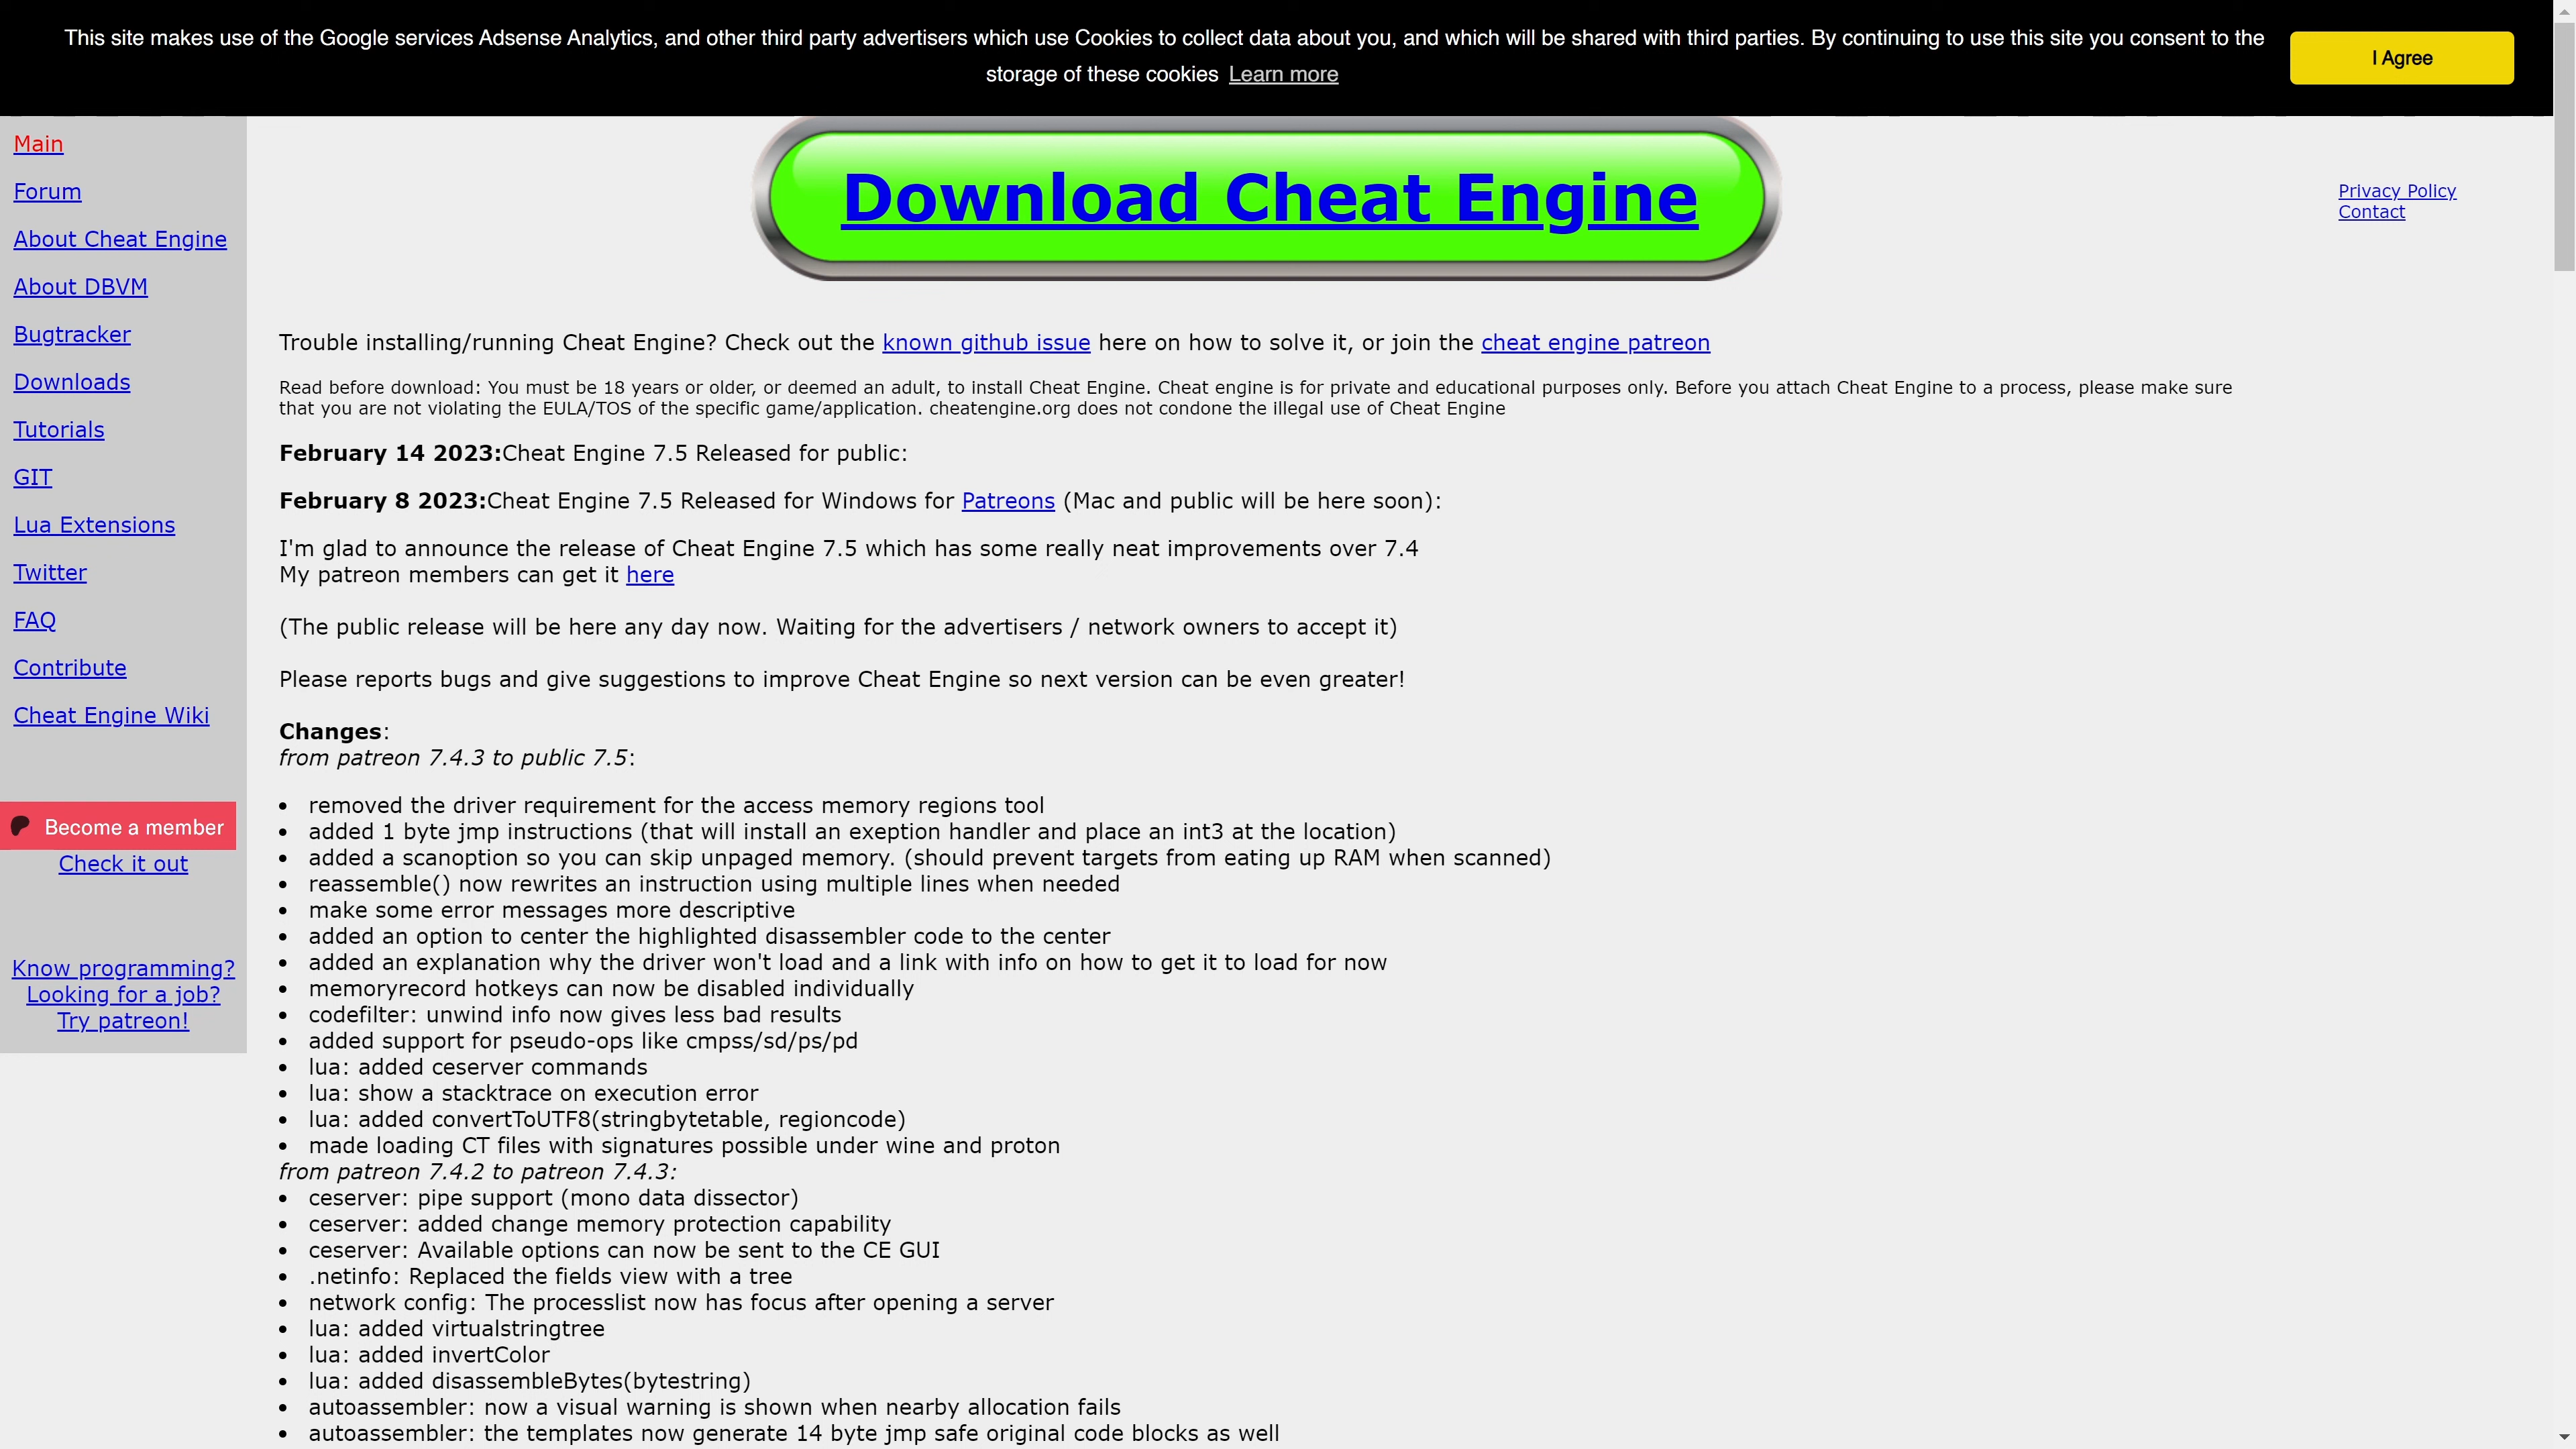 This site makes use of the Google services Adsense Analytics, and other third party advertisers which use Cookies to collect data about you, and which will be shared with third parties. By continuing to use this site you consent to the
storage of these cookies Learn more
I Agree
Main
Forum
About Cheat Engine
About DBVM
Bugtracker
Downloads
Tutorials
GIT
Lua Extensions
Twitter
FAQ
Contribute
Cheat Engine Wiki
Become a member
Check it out
Know programming?
Looking for a job?
Try patreon!
Download Cheat Engine
Privacy Policy
Contact
Trouble installing/running Cheat Engine? Check out the known github issue here on how to solve it, or join the cheat engine patreon
Read before download: You must be 18 years or older, or deemed an adult, to install Cheat Engine. Cheat engine is for private and educational purposes only. Before you attach Cheat Engine to a process, please make sure
that you are not violating the EULA/TOS of the specific game/application. cheatengine.org does not condone the illegal use of Cheat Engine
February 14 2023:Cheat Engine 7.5 Released for public:
February 8 2023:Cheat Engine 7.5 Released for Windows for Patreons (Mac and public will be here soon):
I'm glad to announce the release of Cheat Engine 7.5 which has some really neat improvements over 7.4
My patreon members can get it here
(The public release will be here any day now. Waiting for the advertisers / network owners to accept it)
Please reports bugs and give suggestions to improve Cheat Engine so next version can be even greater!
Changes:
from patreon 7.4.3 to public 7.5:
• removed the driver requirement for the access memory regions tool
• added 1 byte jmp instructions (that will install an exeption handler and place an int3 at the location)
• added a scanoption so you can skip unpaged memory. (should prevent targets from eating up RAM when scanned)
• reassemble() now rewrites an instruction using multiple lines when needed
• make some error messages more descriptive
• added an option to center the highlighted disassembler code to the center
• added an explanation why the driver won't load and a link with info on how to get it to load for now
• memoryrecord hotkeys can now be disabled individually
• codefilter: unwind info now gives less bad results
• added support for pseudo-ops like cmpss/sd/ps/pd
• lua: added ceserver commands
• lua: show a stacktrace on execution error
• lua: added convertToUTF8(stringbytetable, regioncode)
• made loading CT files with signatures possible under wine and proton
from patreon 7.4.2 to patreon 7.4.3:
• ceserver: pipe support (mono data dissector)
• ceserver: added change memory protection capability
• ceserver: Available options can now be sent to the CE GUI
• .netinfo: Replaced the fields view with a tree
• network config: The processlist now has focus after opening a server
• lua: added virtualstringtree
• lua: added invertColor
• lua: added disassembleBytes(bytestring)
• autoassembler: now a visual warning is shown when nearby allocation fails
• autoassembler: the templates now generate 14 byte jmp safe original code blocks as well